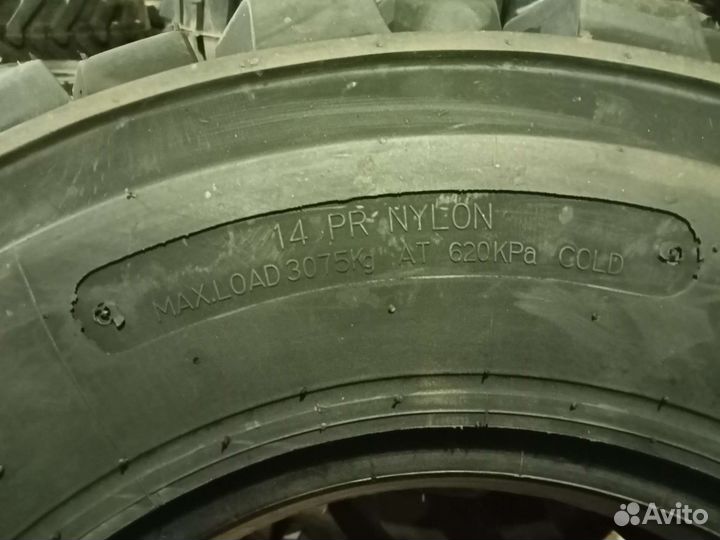 14 PR NYLON
MAX.LOAD 3075Kg AT 620KPa COLD
Avito